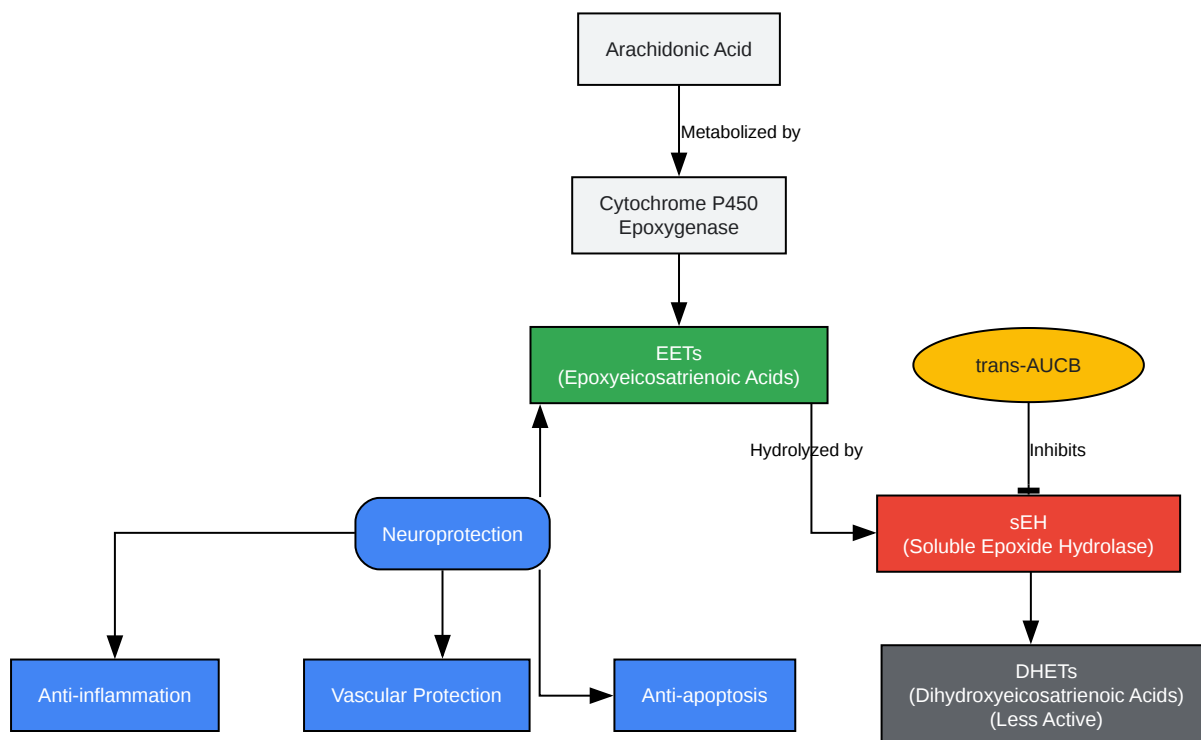 Arachidonic Acid
Metabolized by
Cytochrome P450
Epoxygenase
EETs
(Epoxyeicosatrienoic Acids)
trans-AUCB
Hydrolyzed by
Inhibits
sEH
(Soluble Epoxide Hydrolase)
Neuroprotection
Anti-inflammation
Vascular Protection
Anti-apoptosis
DHETs
(Dihydroxyeicosatrienoic Acids)
(Less Active)